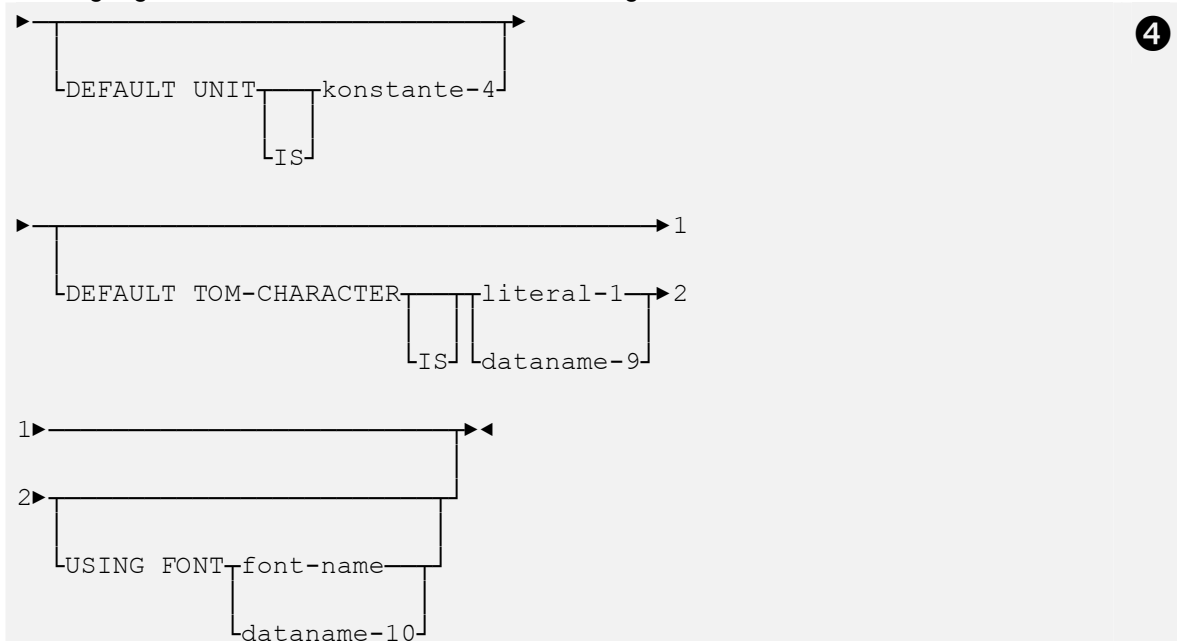 ❹
DEFAULT UNIT konstante-4
IS
1
DEFAULT TOM-CHARACTER literal-1 2
IS dataname-9
1
2
USING FONT font-name
dataname-10